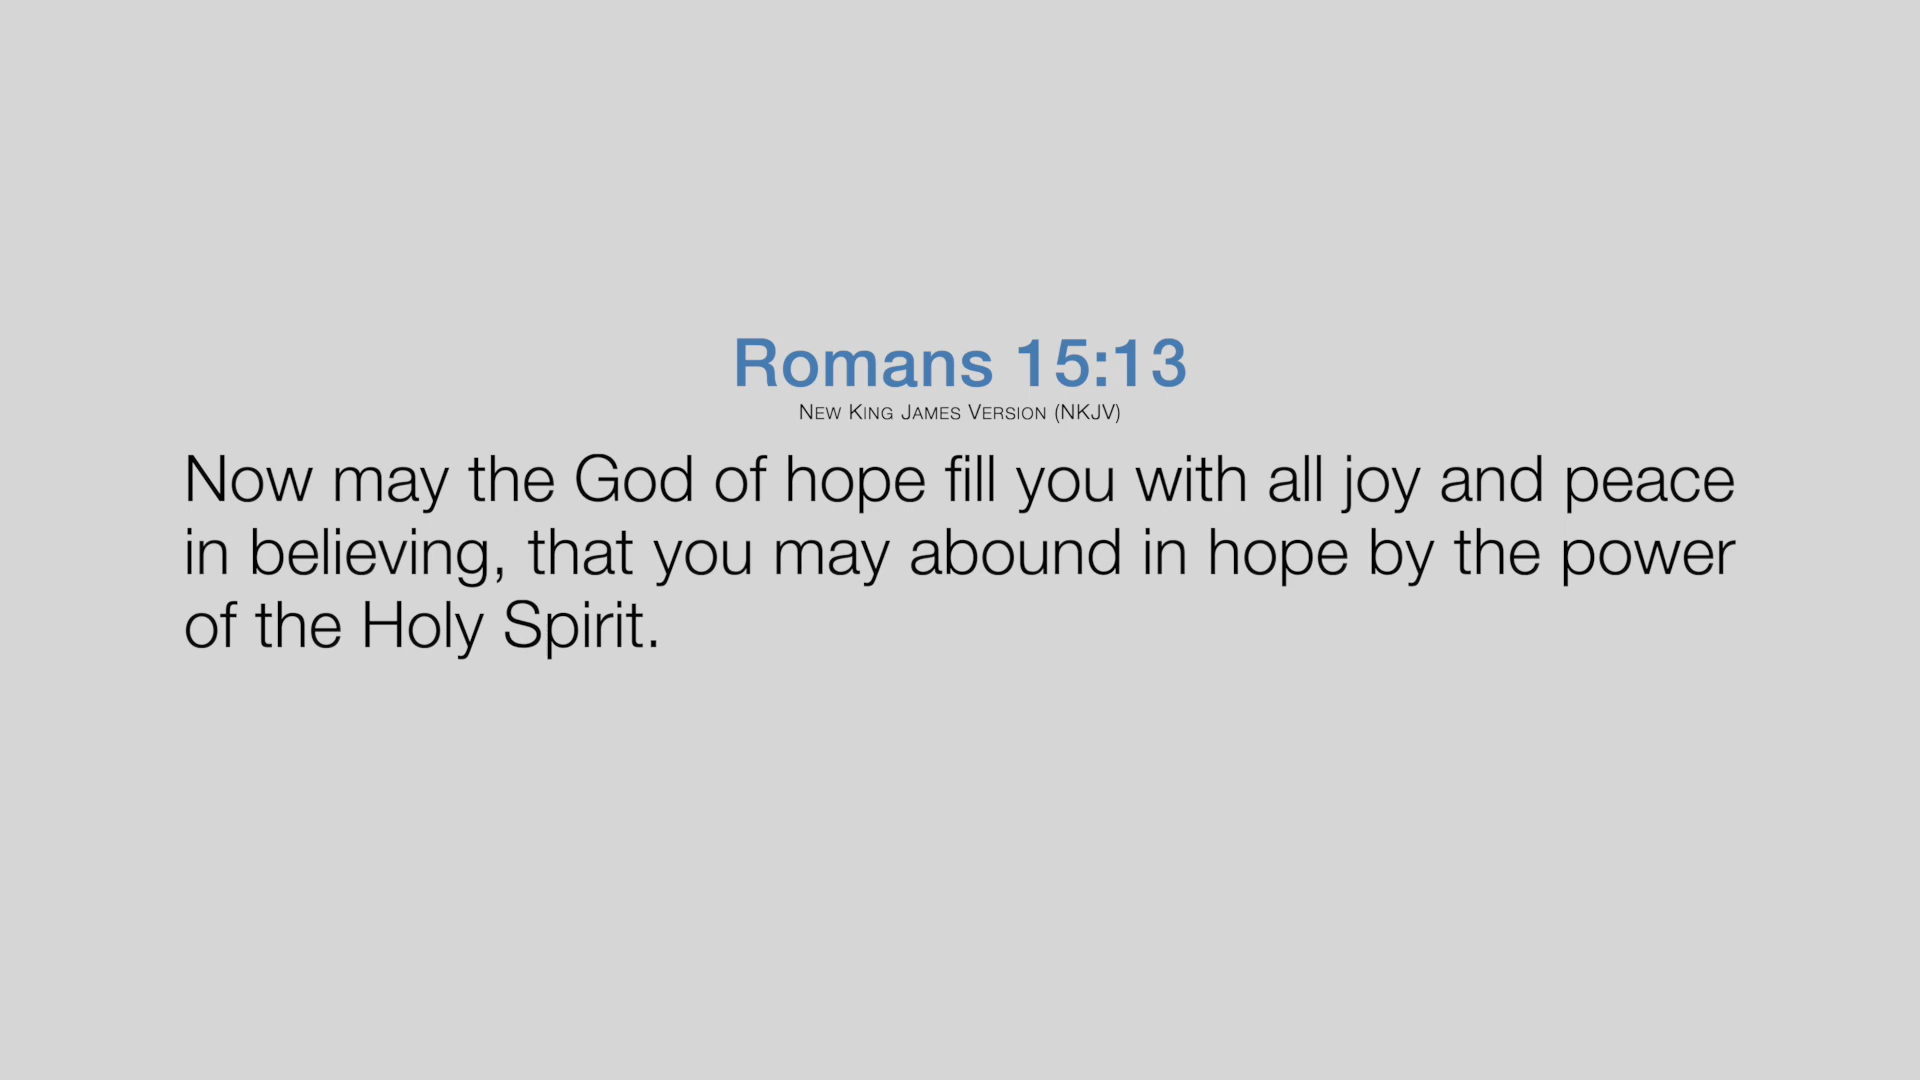 Romans 15:13
New King James Version (NKJV)
Now may the God of hope fill you with all joy and peace
in believing, that you may abound in hope by the power
of the Holy Spirit.